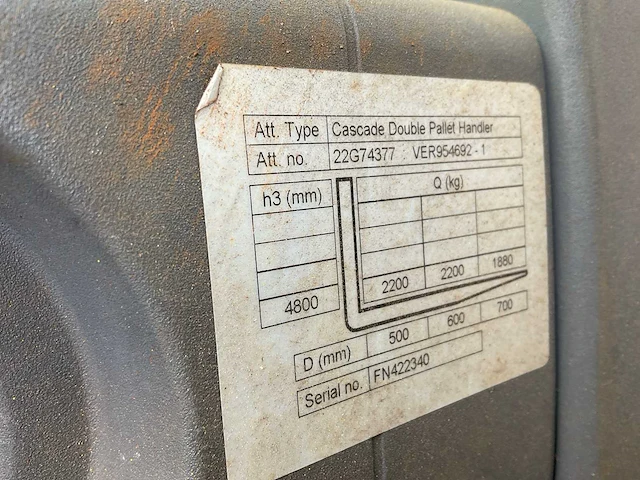 Att. Type Cascade Double Pallet Handler
Att. no. 22G74377 : VER954692 - 1
h3 (mm) Q (kg)
4800 2200 2200 1880
D (mm) 500 600 700
Serial no. FN422340